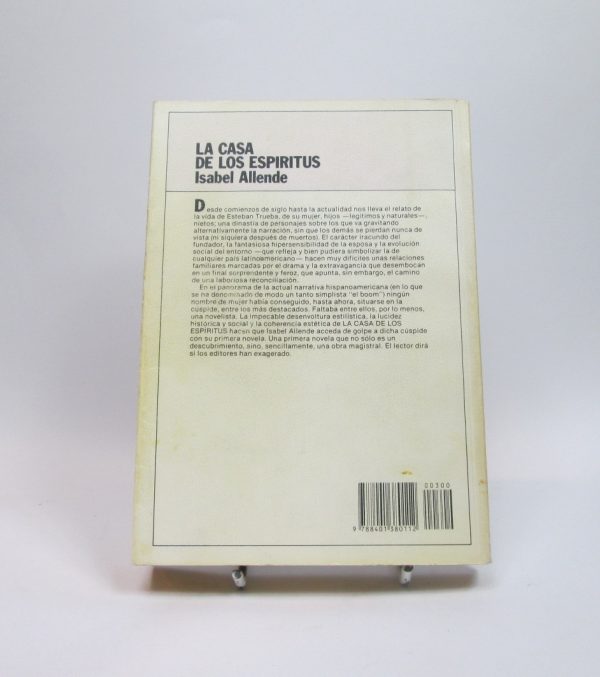 LA CASA
DE LOS ESPIRITUS
Isabel Allende
Desde comienzos de siglo hasta la actualidad nos lleva el relato de
la vida de Esteban Trueba, de su mujer, hijos —legítimos y naturales—,
nietos; una dinastía de personajes sobre los que va gravitando
alternativamente la narración, sin que los demás se pierdan nunca de
vista (ni siquiera después de muertos). El carácter iracundo del
fundador, la fantasiosa hipersensibilidad de la esposa y la evolución
social del entorno —que refleja y bien pudiera simbolizar la de
cualquier país latinoamericano— hacen muy difíciles unas relaciones
familiares marcadas por el drama y la extravagancia que desembocan
en un final sorprendente y feroz, que apunta, sin embargo, el camino
de una laboriosa reconciliación.
En el panorama de la actual narrativa hispanoamericana (en lo que
se ha denominado de modo un tanto simplista "el boom") ningún
nombre de mujer había conseguido, hasta ahora, situarse en la
cúspide, entre los más destacados. Faltaba entre ellos, por lo menos,
una novelista. La impecable desenvoltura estilística, la lucidez
histórica y social y la coherencia estética de LA CASA DE LOS
ESPIRITUS hacen que Isabel Allende acceda de golpe a dicha cúspide
con su primera novela. Una primera novela que no sólo es un
descubrimiento, sino, sencillamente, una obra magistral. El lector dirá
si los editores han exagerado.
00300
9 788401 380112